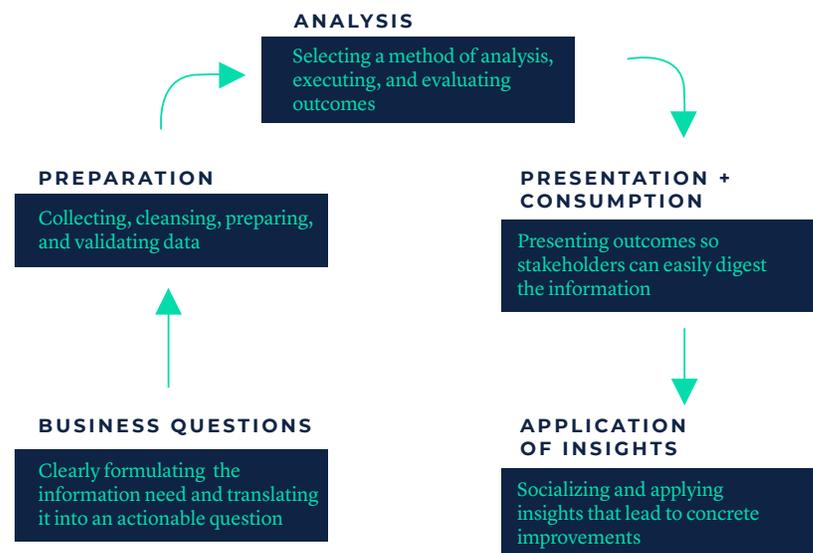 ANALYSIS
Selecting a method of analysis,
executing, and evaluating
outcomes
PREPARATION
Collecting, cleansing, preparing,
and validating data
PRESENTATION +
CONSUMPTION
Presenting outcomes so
stakeholders can easily digest
the information
BUSINESS QUESTIONS
Clearly formulating  the
information need and translating
it into an actionable question
APPLICATION
OF INSIGHTS
Socializing and applying
insights that lead to concrete
improvements